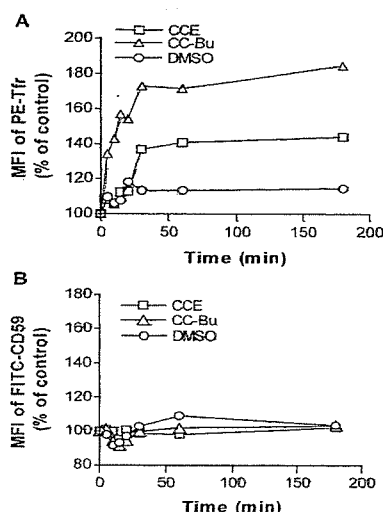 A
CCE
CC-Bu
DMSO
MFI of PE-Tfr
(% of control)
200
180
160
140
120
100
0 50 100 150 200
Time (min)
B
CCE
CC-Bu
DMSO
MFI of FITC-CD59
(% of control)
180
160
140
120
100
80
0 50 100 150 200
Time (min)